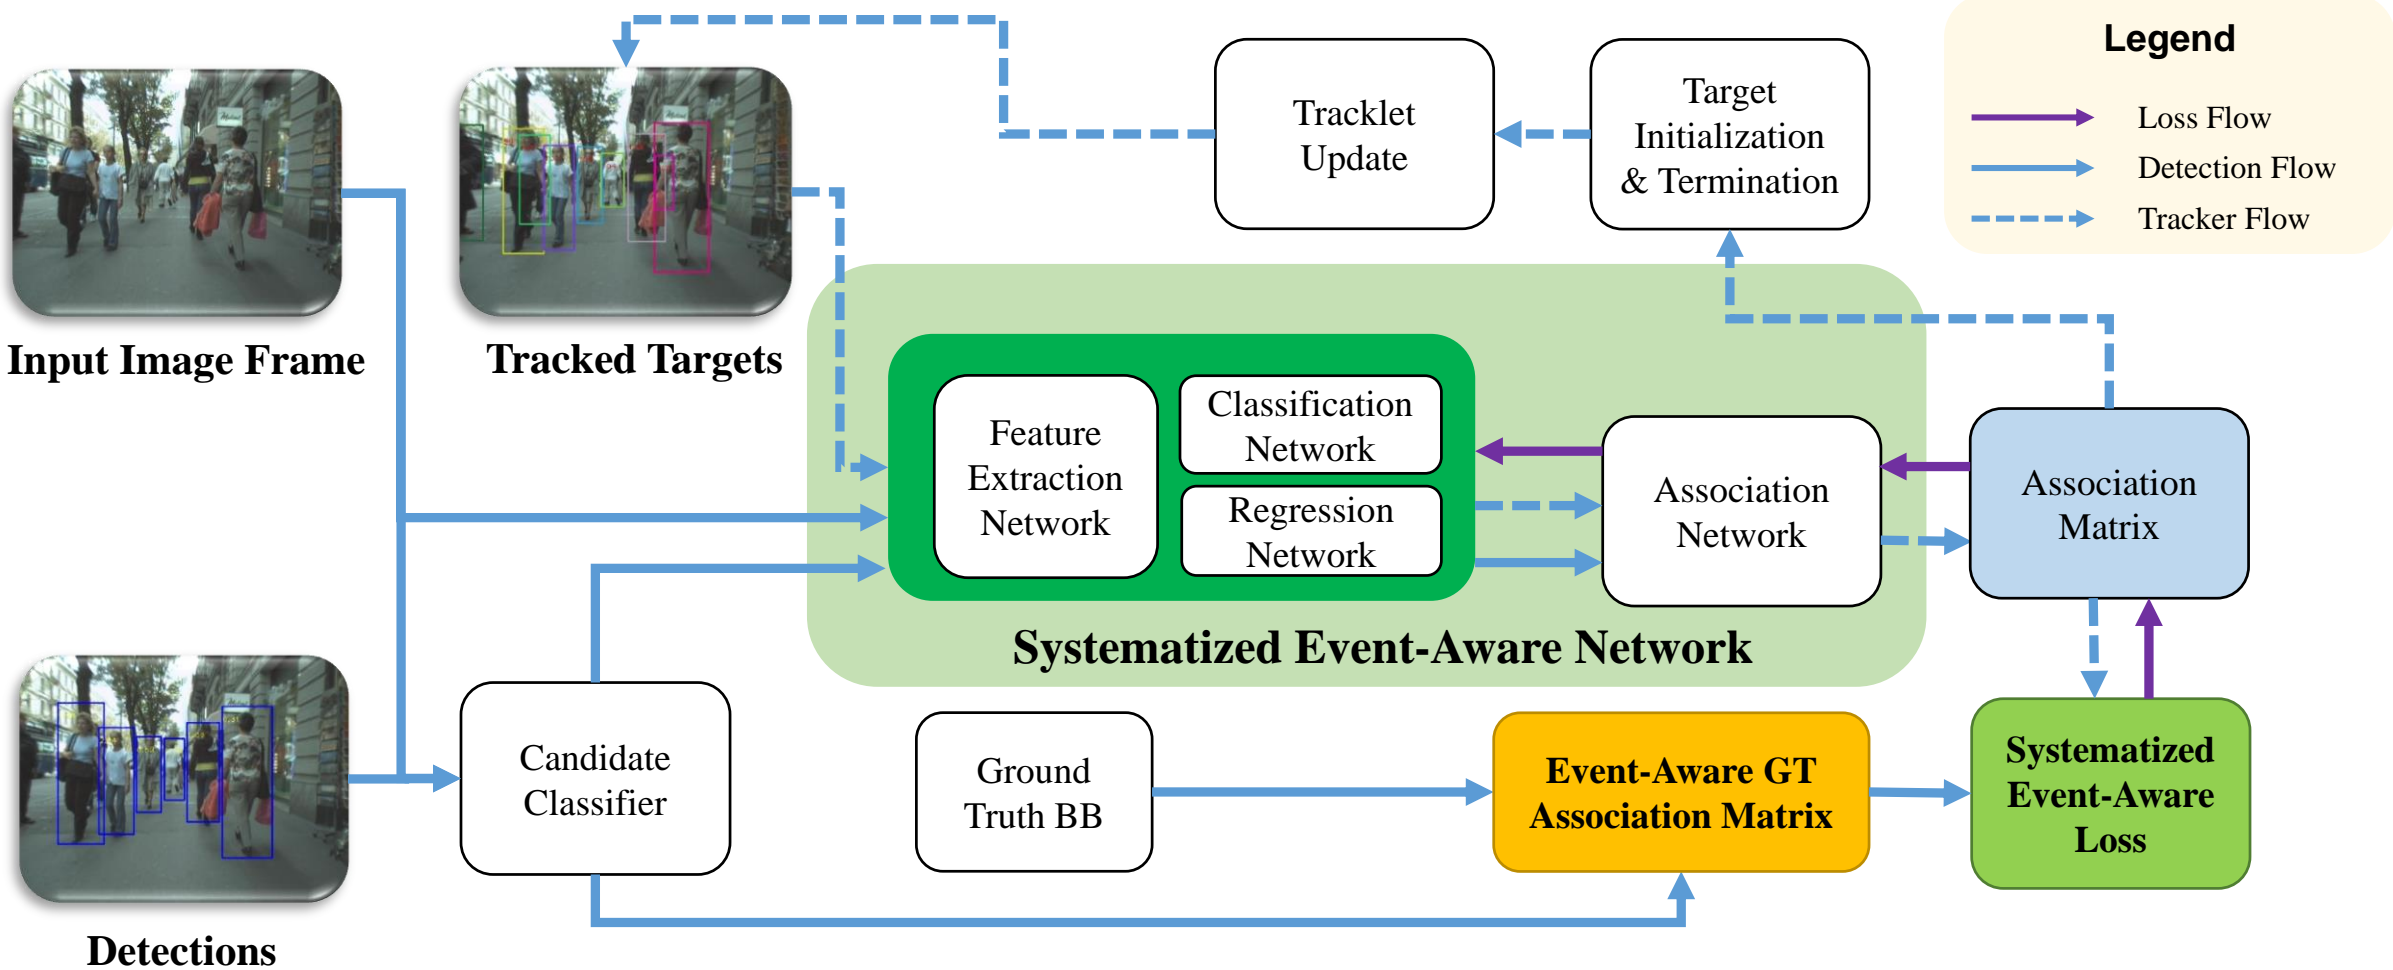 Legend
Loss Flow
Detection Flow
Tracker Flow
Tracklet
Update
Target
Initialization
& Termination
Input Image Frame
Tracked Targets
Feature
Extraction
Network
Classification
Network
Regression
Network
Association
Network
Association
Matrix
Systematized Event-Aware Network
Candidate
Classifier
Ground
Truth BB
Event-Aware GT
Association Matrix
Systematized
Event-Aware
Loss
Detections